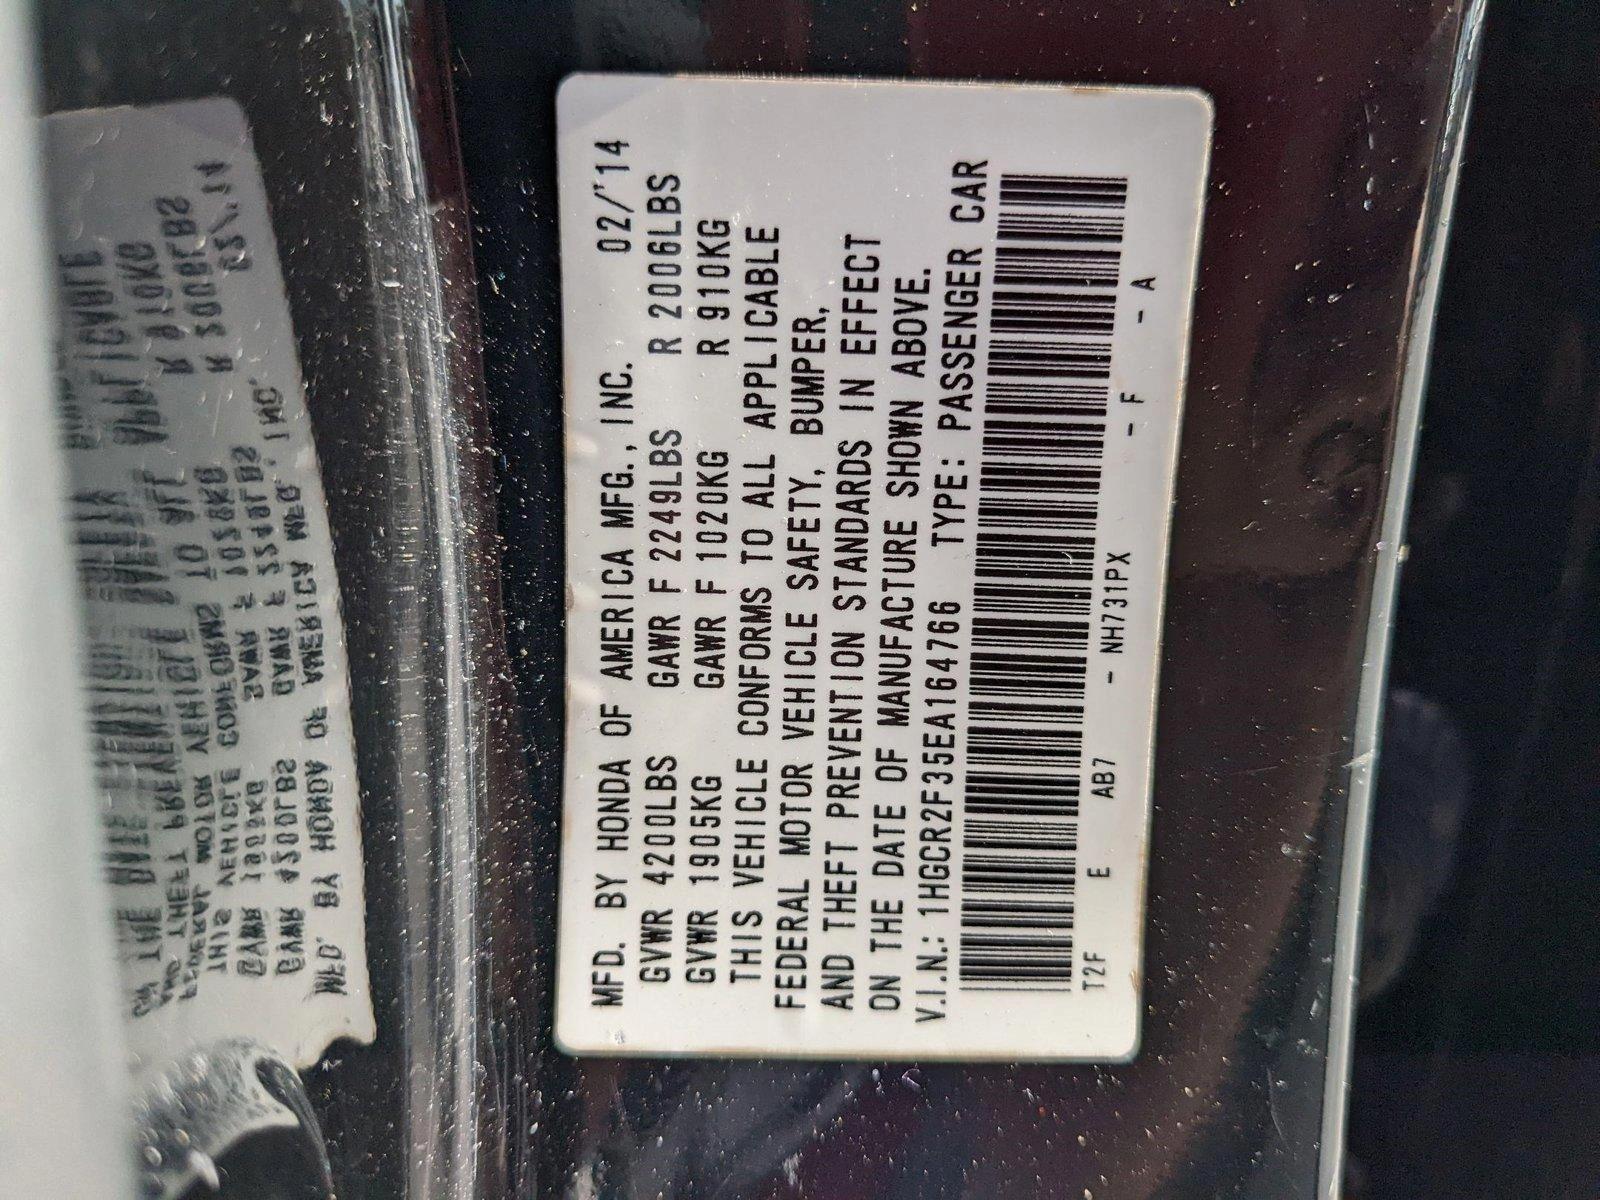 MFD. BY HONDA OF AMERICA MFG., INC. 02/'14
GVWR 4200LBS GAWR F 2249LBS R 2006LBS
GVWR 1905KG GAWR F 1020KG R 910KG
THIS VEHICLE CONFORMS TO ALL APPLICABLE
FEDERAL MOTOR VEHICLE SAFETY, BUMPER,
AND THEFT PREVENTION STANDARDS IN EFFECT
ON THE DATE OF MANUFACTURE SHOWN ABOVE.
V.I.N.: 1HGCR2F35EA164766 TYPE: PASSENGER CAR
T2F E AB7 - NH731PX - F - A